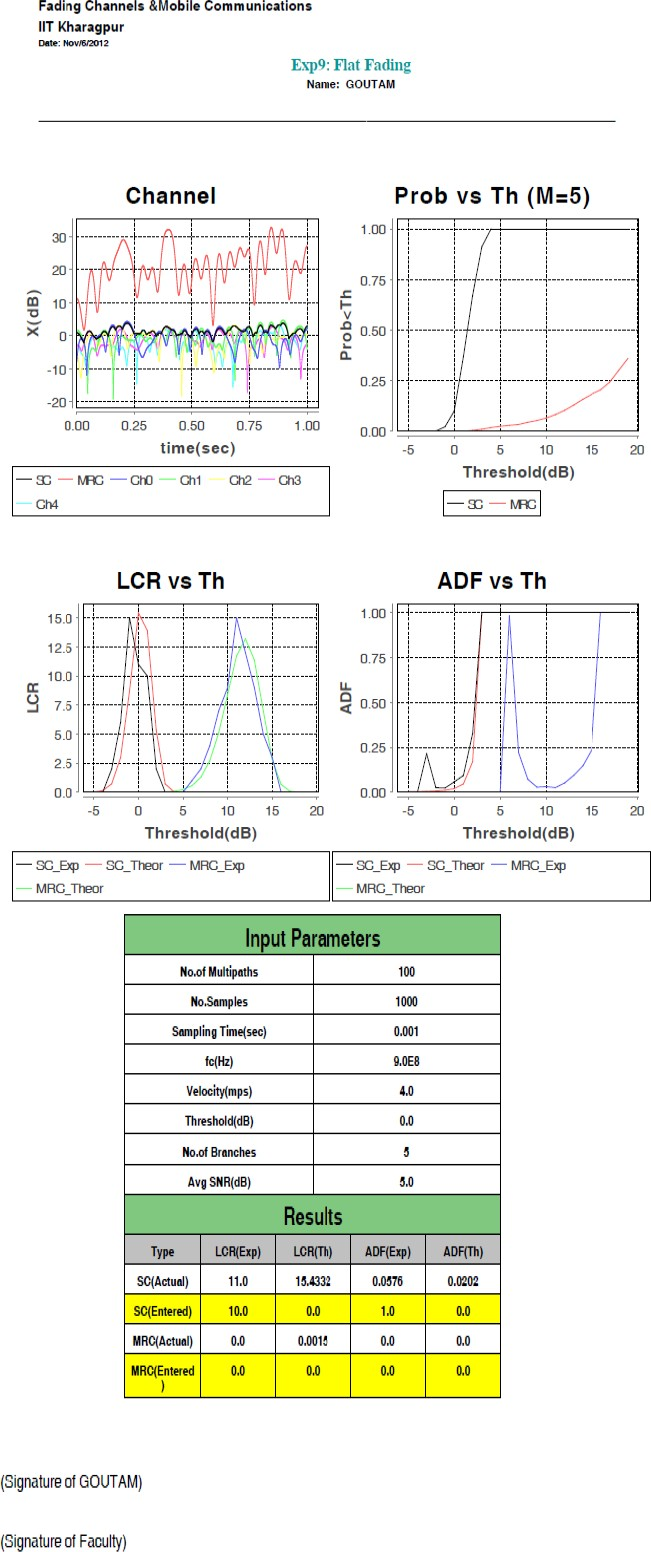 Fading Channels &Mobile Communications
IIT Kharagpur
Date: Nov/6/2012
Exp9: Flat Fading
Name: GOUTAM
Channel
X(dB)
30
20
10
0
-10
-20
0.00 0.25 0.50 0.75 1.00
time(sec)
SC MRC Ch0 Ch1 Ch2 Ch3
Ch4
Prob vs Th (M=5)
Prob<Th
1.00
0.75
0.50
0.25
0.00
-5 0 5 10 15 20
Threshold(dB)
SC MRC
LCR vs Th
LCR
15.0
12.5
10.0
7.5
5.0
2.5
0.0
-5 0 5 10 15 20
Threshold(dB)
SC_Exp SC_Theor MRC_Exp
MRC_Theor
ADF vs Th
ADF
1.00
0.75
0.50
0.25
0.00
-5 0 5 10 15 20
Threshold(dB)
SC_Exp SC_Theor MRC_Exp
MRC_Theor
Input Parameters
No.of Multipaths 100
No.Samples 1000
Sampling Time(sec) 0.001
fc(Hz) 9.0E8
Velocity(mps) 4.0
Threshold(dB) 0.0
No.of Branches 5
Avg SNR(dB) 5.0
Results
Type LCR(Exp) LCR(Th) ADF(Exp) ADF(Th)
SC(Actual) 11.0 15.4332 0.0576 0.0202
SC(Entered) 10.0 0.0 1.0 0.0
MRC(Actual) 0.0 0.0015 0.0 0.0
MRC(Entered 0.0 0.0 0.0 0.0
)
(Signature of GOUTAM)
(Signature of Faculty)